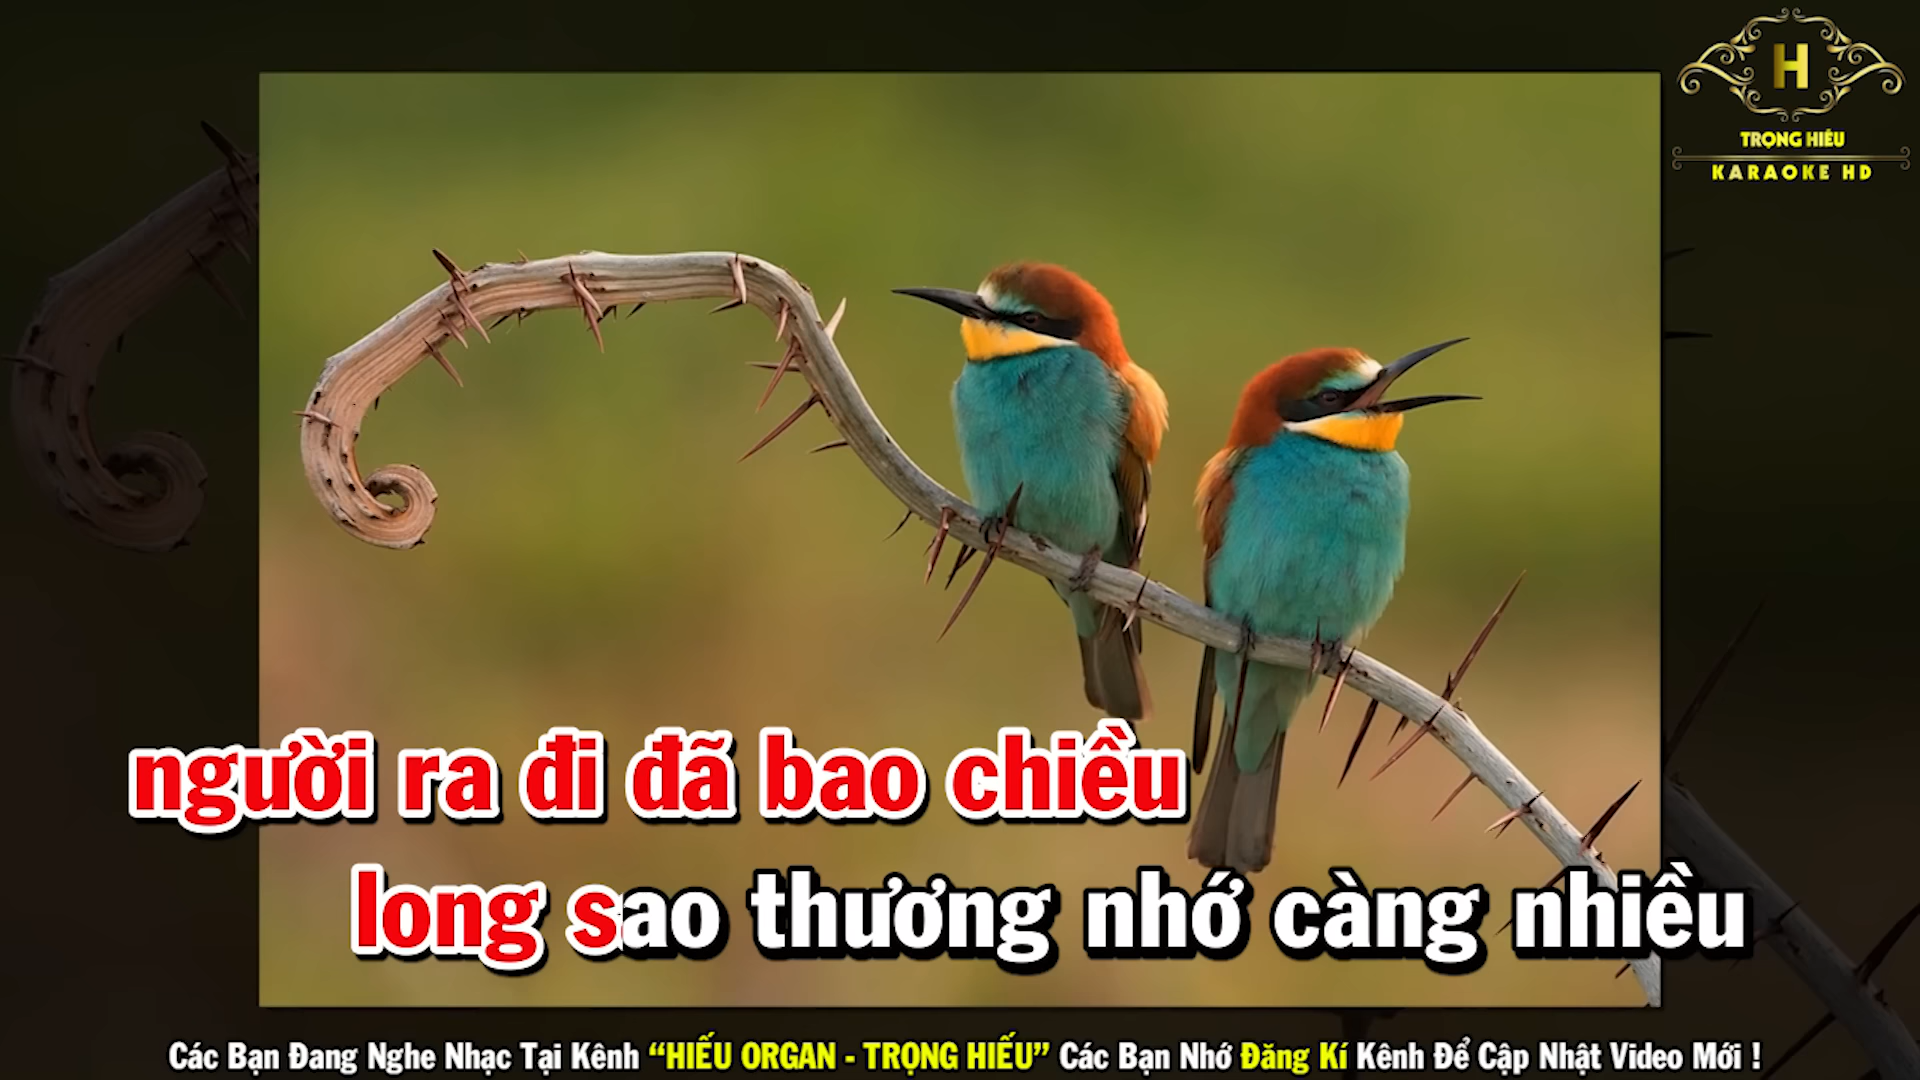 H
TRỌNG HIẾU
KARAOKE HD
người ra đi đã bao chiều
long sao thương nhớ càng nhiều
Các Bạn Đang Nghe Nhạc Tại Kênh “HIẾU ORGAN - TRỌNG HIẾU” Các Bạn Nhớ Đăng Kí Kênh Để Cập Nhật Video Mới !